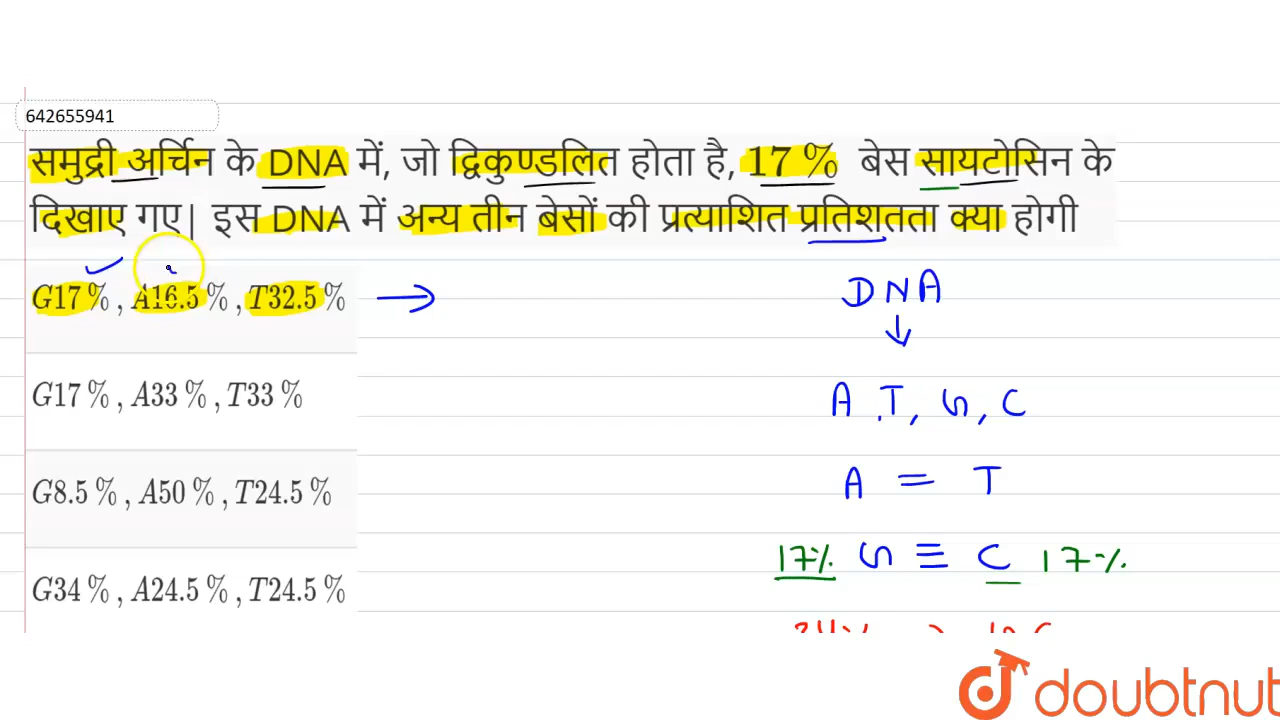 642655941
समुद्री अर्चिन के DNA में, जो द्विकुण्डलित होता है, 17 % बेस सायटोसिन के
दिखाए गए| इस DNA में अन्य तीन बेसों की प्रत्याशित प्रतिशतता क्या होगी
G17 %, A16.5 %, T32.5 %
G17 %, A33 %, T33 %
G8.5 %, A50 %, T24.5 %
G34 %, A24.5 %, T24.5 %
DNA
A T, G, C
A = T
17% G ≡ C 17%
doubtnut